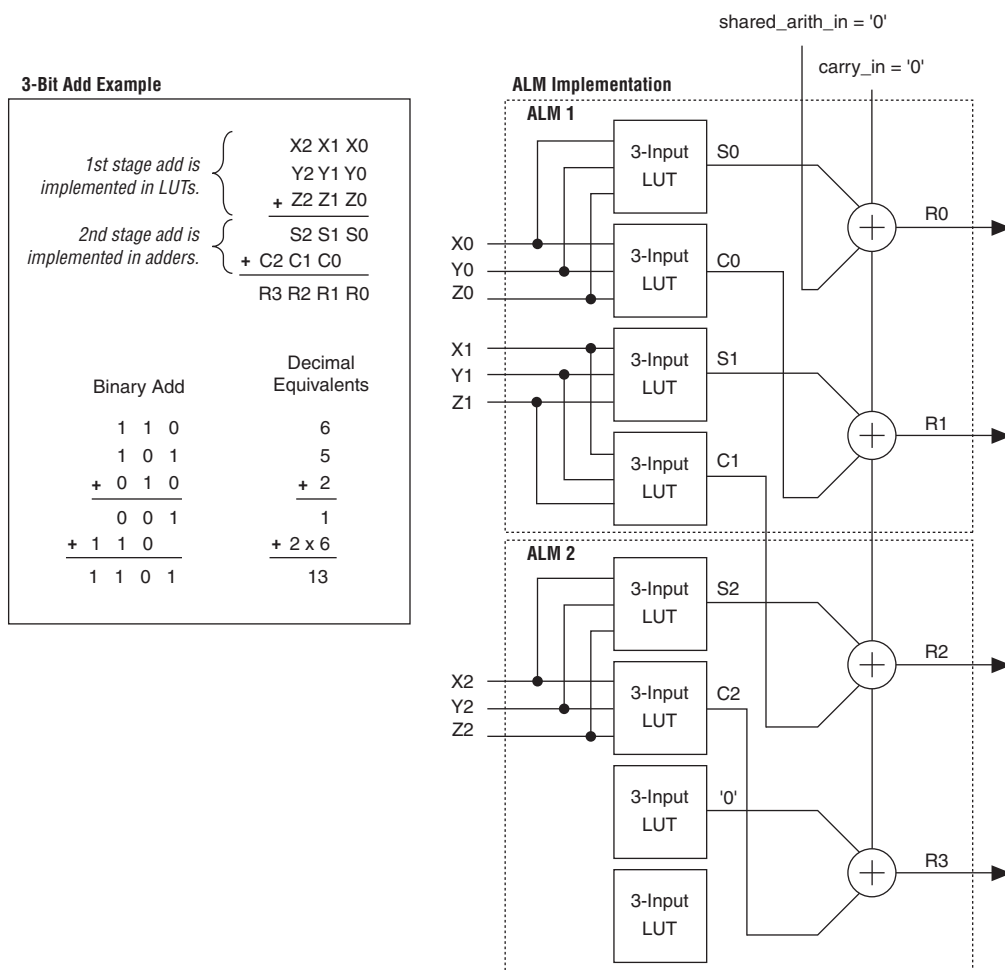 shared_arith_in = '0'
carry_in = '0'
3-Bit Add Example
1st stage add is
implemented in LUTs.
X2 X1 X0
Y2 Y1 Y0
+ Z2 Z1 Z0
2nd stage add is
implemented in adders.
S2 S1 S0
+ C2 C1 C0
R3 R2 R1 R0
Binary Add
Decimal
Equivalents
1 1 0
6
1 0 1
5
+ 0 1 0
+ 2
0 0 1
1
+ 1 1 0
+ 2 x 6
1 1 0 1
13
ALM Implementation
ALM 1
3-Input
LUT
S0
R0
X0
Y0
Z0
3-Input
LUT
C0
X1
Y1
Z1
3-Input
LUT
S1
R1
3-Input
LUT
C1
ALM 2
3-Input
LUT
S2
R2
X2
Y2
Z2
3-Input
LUT
C2
3-Input
LUT
'0'
R3
3-Input
LUT